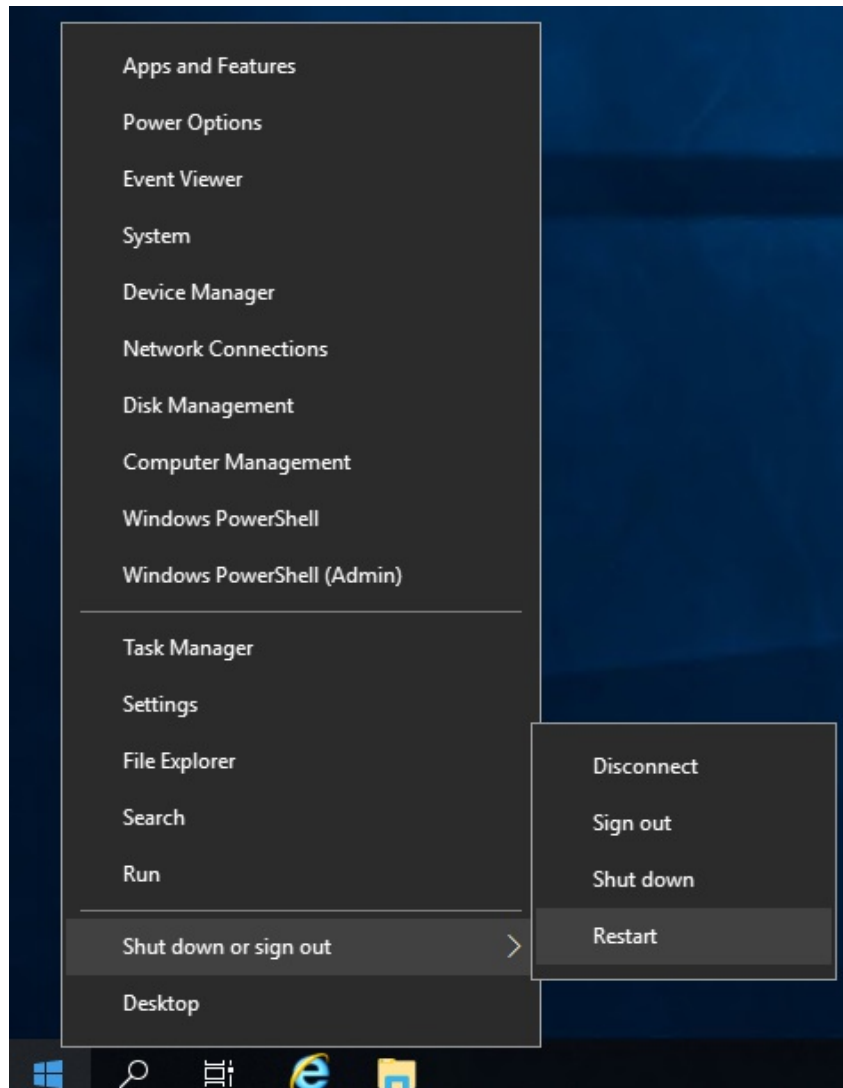 Apps and Features
Power Options
Event Viewer
System
Device Manager
Network Connections
Disk Management
Computer Management
Windows PowerShell
Windows PowerShell (Admin)
Task Manager
Settings
File Explorer
Search
Run
Shut down or sign out
Desktop
Disconnect
Sign out
Shut down
Restart